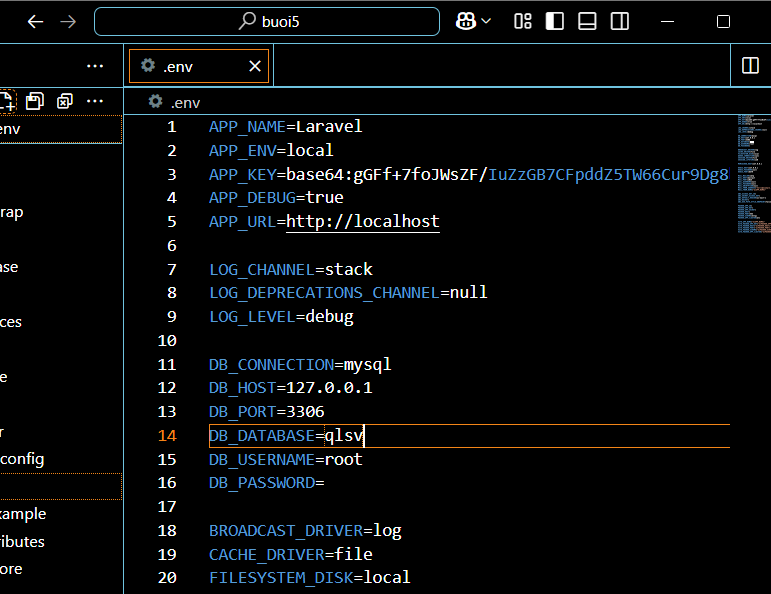 buoi5
.env
env
.env
1 APP_NAME=Laravel
2 APP_ENV=local
3 APP_KEY=base64:gGFf+7foJWsZF/IuZzGB7CFpddZ5TW66Cur9Dg8
4 APP_DEBUG=true
rap
5 APP_URL=http://localhost
6
ase
7 LOG_CHANNEL=stack
8 LOG_DEPRECATIONS_CHANNEL=null
ces
9 LOG_LEVEL=debug
10
e
11 DB_CONNECTION=mysql
12 DB_HOST=127.0.0.1
13 DB_PORT=3306
r
14 DB_DATABASE=qlsv
config
15 DB_USERNAME=root
16 DB_PASSWORD=
17
xample
18 BROADCAST_DRIVER=log
ributes
19 CACHE_DRIVER=file
ore
20 FILESYSTEM_DISK=local